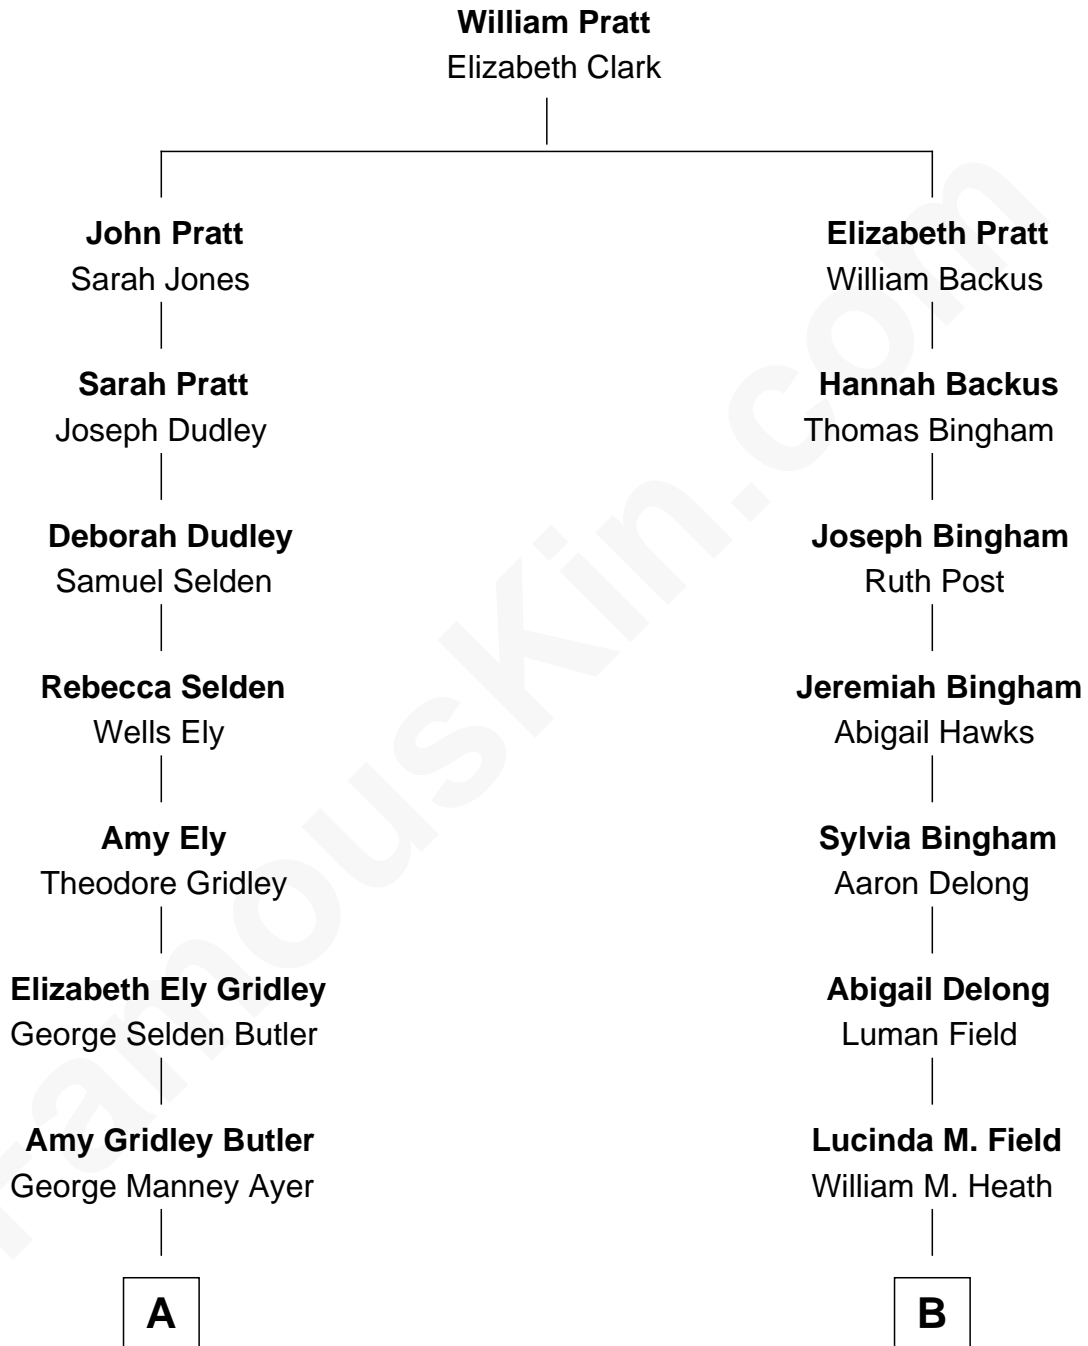 William Pratt
Elizabeth Clark
John Pratt
Sarah Jones
Elizabeth Pratt
William Backus
Sarah Pratt
Joseph Dudley
Hannah Backus
Thomas Bingham
Deborah Dudley
Samuel Selden
Joseph Bingham
Ruth Post
Rebecca Selden
Wells Ely
Jeremiah Bingham
Abigail Hawks
Amy Ely
Theodore Gridley
Sylvia Bingham
Aaron Delong
Elizabeth Ely Gridley
George Selden Butler
Abigail Delong
Luman Field
Amy Gridley Butler
George Manney Ayer
Lucinda M. Field
William M. Heath
A
B
FamousKin.com